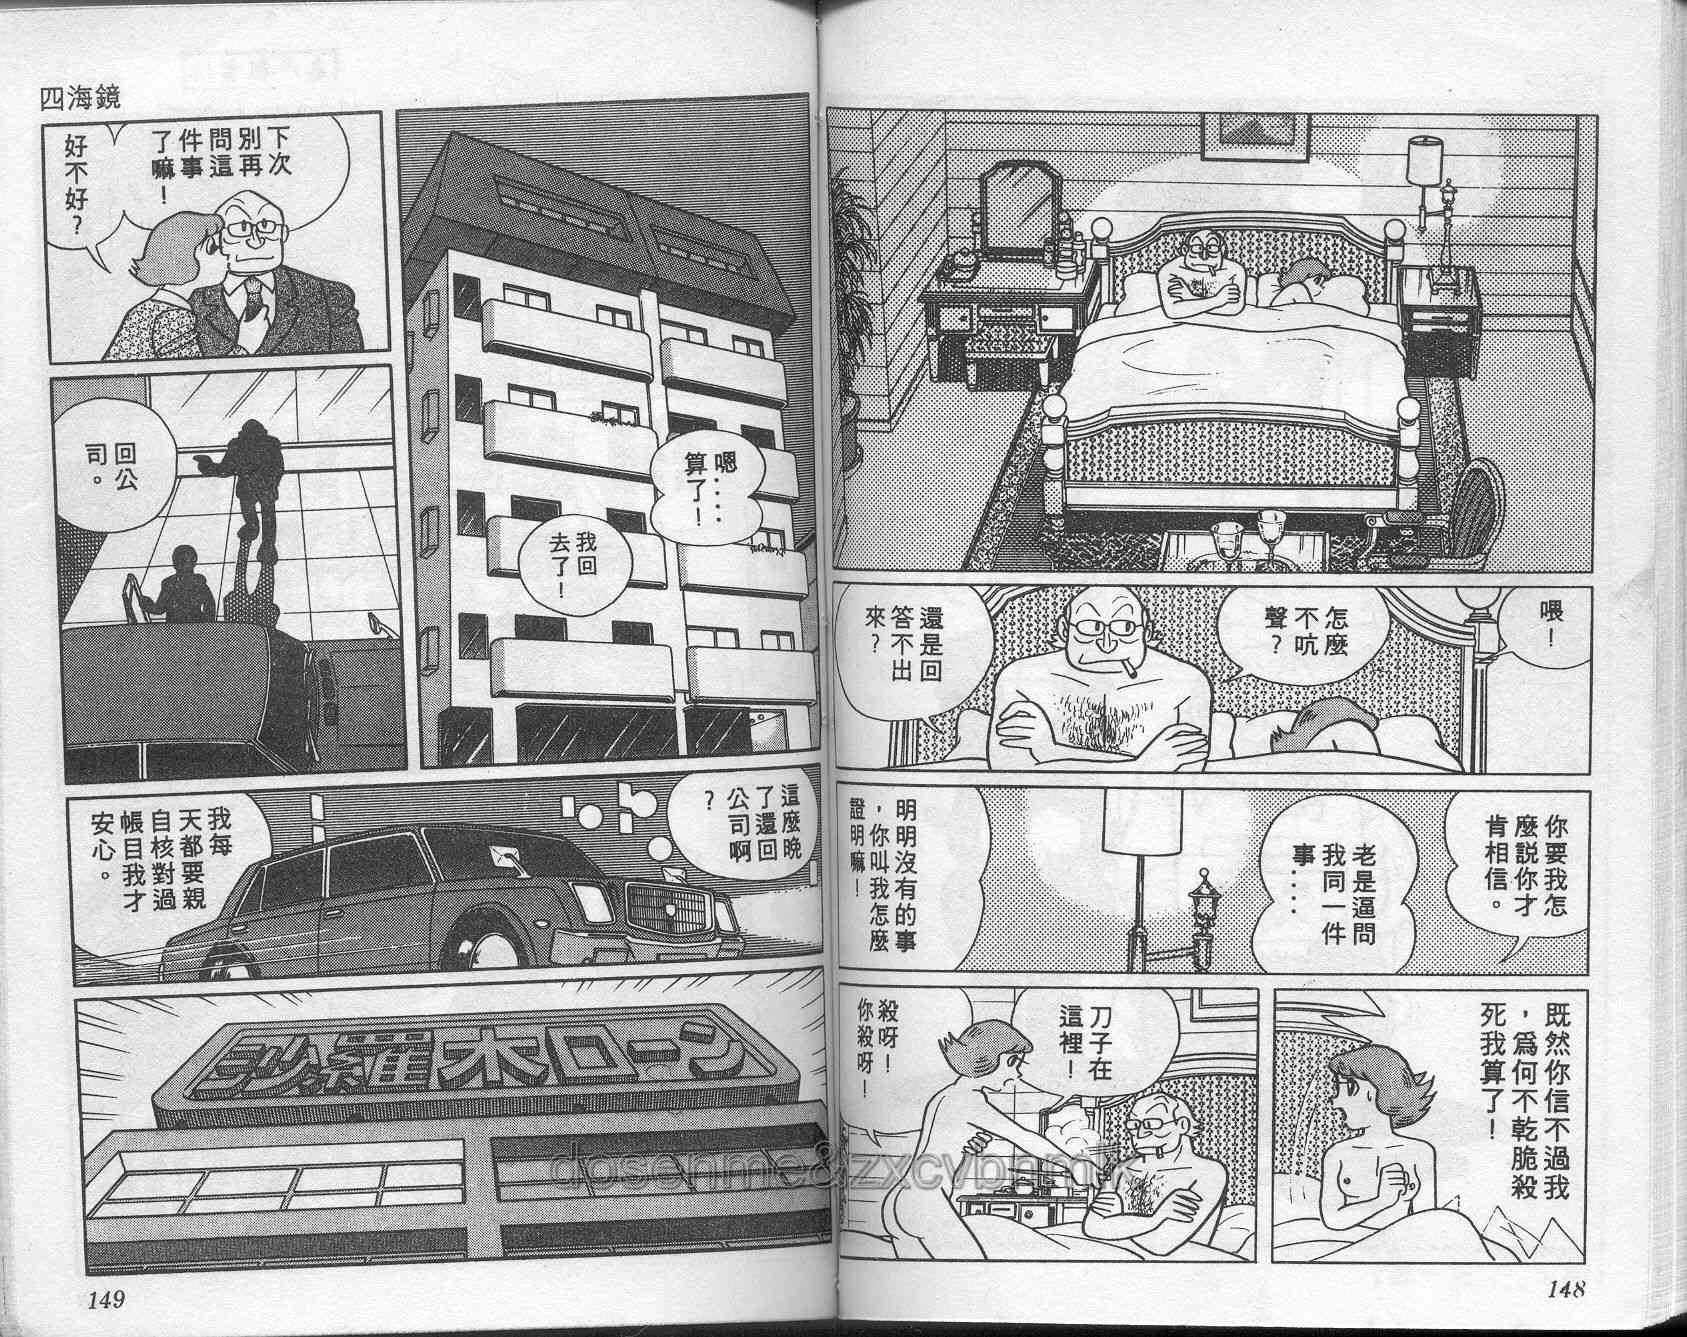 喂！
怎麼
不吭
聲？
還是回
答不出
來？
你要我怎
麼説你才
肯相信。
老是逼問
我同一件
事‥‥
明明沒有的事
，你叫我怎麼
證明嘛！
既然你信不過我
，爲何不乾脆殺
死我算了！
刀子在
這裡！
殺呀！
你殺呀！
148
四海鏡
嗯‥‥
算了！
我回
去了！
下次
別再
問這
件事
了嘛！
好不好？
回公
司。
這麼晚
了還回
公司啊
？
我每
天都要親
自核對過
帳目我才
安心。
沙羅木ローン
149
dosenme&zxcvbnmlk